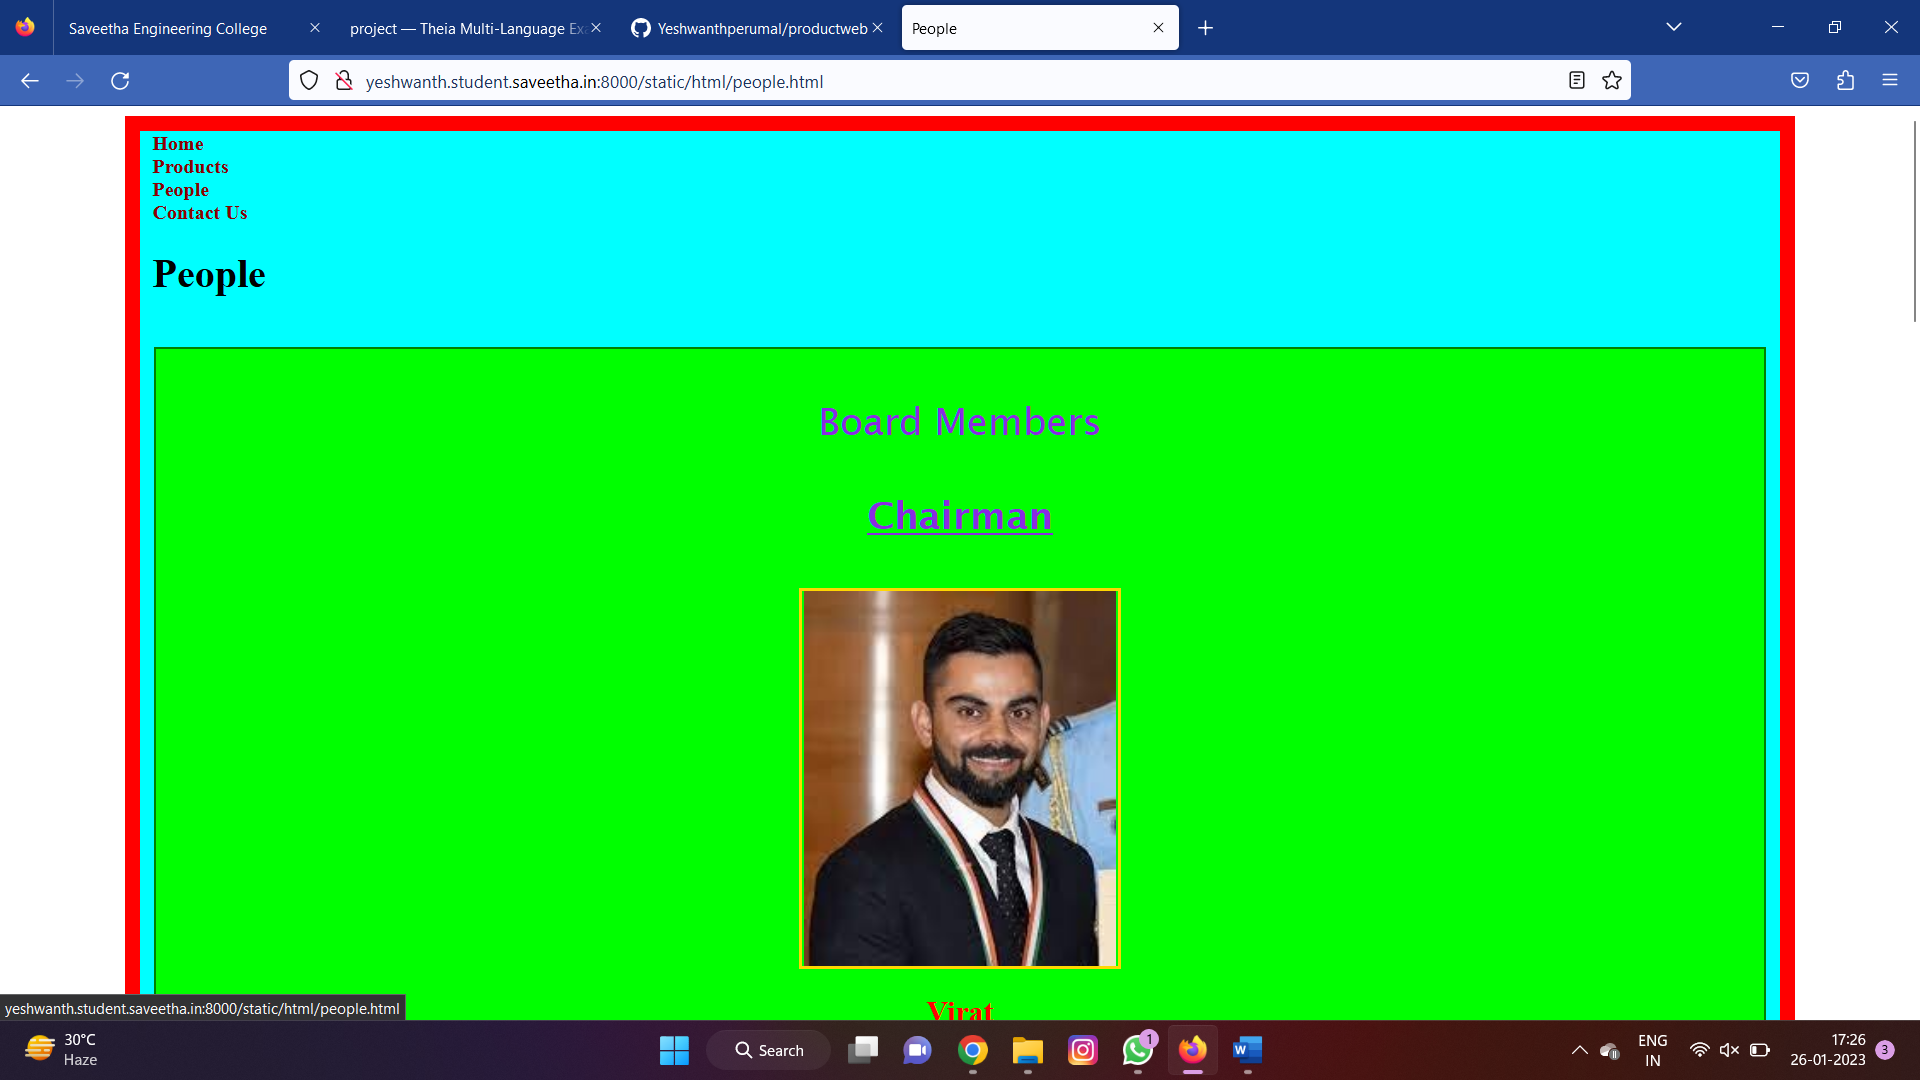 Saveetha Engineering College
project — Theia Multi-Language Ex
Yeshwanthperumal/productweb
People
yeshwanth.student.saveetha.in:8000/static/html/people.html
Home
Products
People
Contact Us
People
Board Members
Chairman
Virat
yeshwanth.student.saveetha.in:8000/static/html/people.html
30°C
Haze
Search
1
W
ENG
IN
17:26
26-01-2023
3